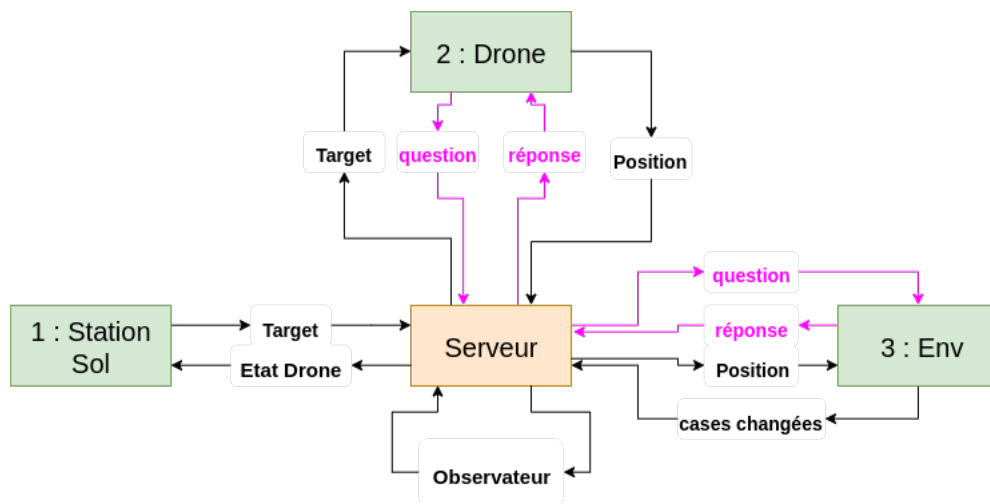 2 : Drone
Target
question
réponse
Position
question
1 : Station
Sol
Target
Etat Drone
Serveur
réponse
Position
3 : Env
cases changées
Observateur